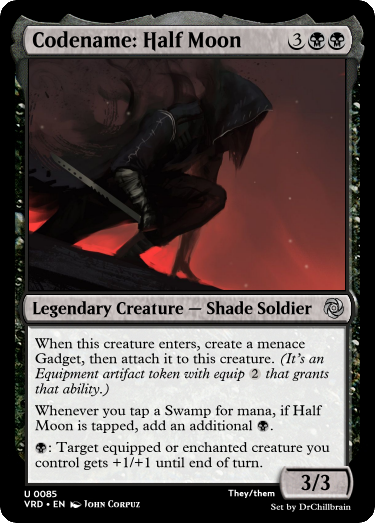 Codename: Half Moon 3
Legendary Creature — Shade Soldier
When this creature enters, create a menace
Gadget, then attach it to this creature. (It's an
Equipment artifact token with equip 2 that grants
that ability.)
Whenever you tap a Swamp for mana, if Half
Moon is tapped, add an additional .
: Target equipped or enchanted creature you
control gets +1/+1 until end of turn.
3/3
U 0085
They/them
VRD • EN John Corpuz
Set by DrChillbrain